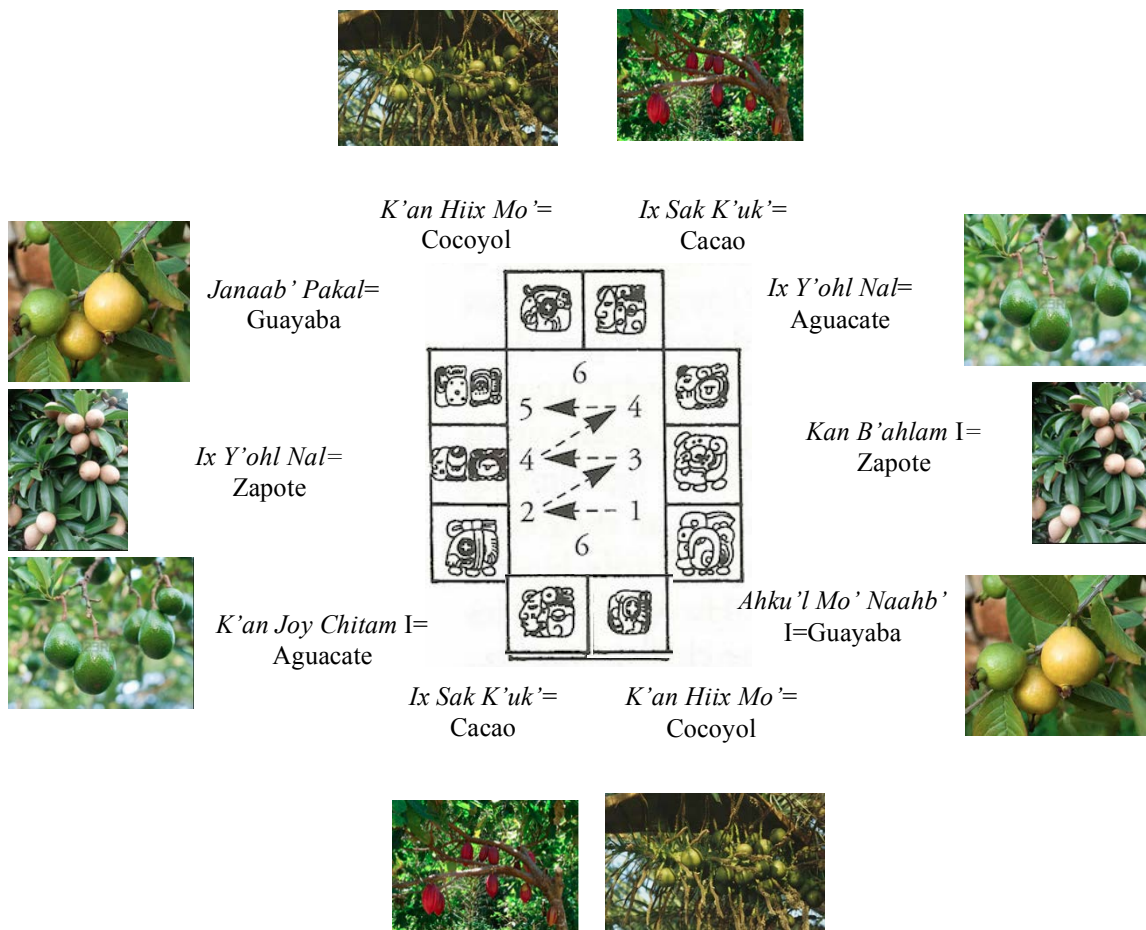 K’an Hiix Mo’=
Cocoyol
Ix Sak K’uk’=
Cacao
Janaab’ Pakal=
Guayaba
Ix Y’ohl Nal=
Aguacate
6
5 4
Ix Y’ohl Nal=
Zapote
4 3
Kan B’ahlam I=
Zapote
2 1
6
K’an Joy Chitam I=
Aguacate
Ahku’l Mo’ Naahb’
I=Guayaba
Ix Sak K’uk’=
Cacao
K’an Hiix Mo’=
Cocoyol